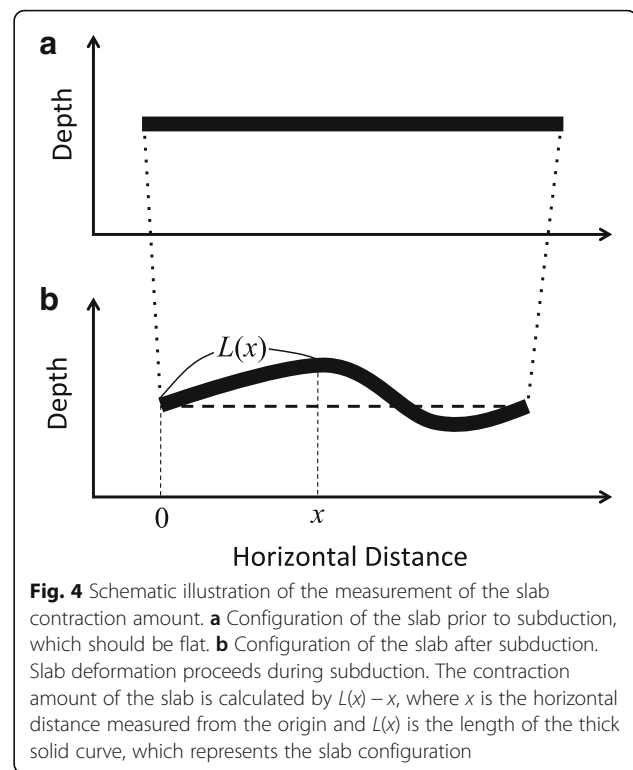 a
Depth
b
L(x)
Depth
0
x
Horizontal Distance
Fig. 4 Schematic illustration of the measurement of the slab
contraction amount. a Configuration of the slab prior to subduction,
which should be flat. b Configuration of the slab after subduction.
Slab deformation proceeds during subduction. The contraction
amount of the slab is calculated by L(x) – x, where x is the horizontal
distance measured from the origin and L(x) is the length of the thick
solid curve, which represents the slab configuration